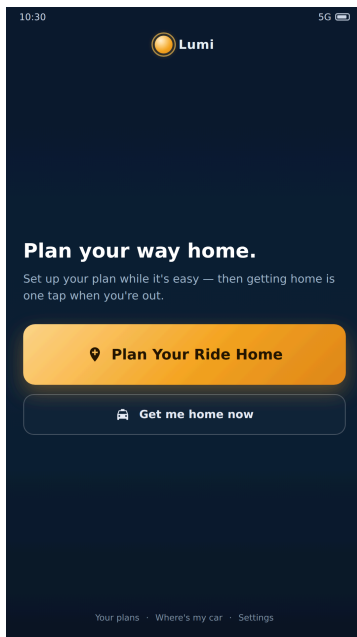 10:30 5G
Lumi
Plan your way home.
Set up your plan while it's easy — then getting home is
one tap when you're out.
Plan Your Ride Home
Get me home now
Your plans · Where's my car · Settings